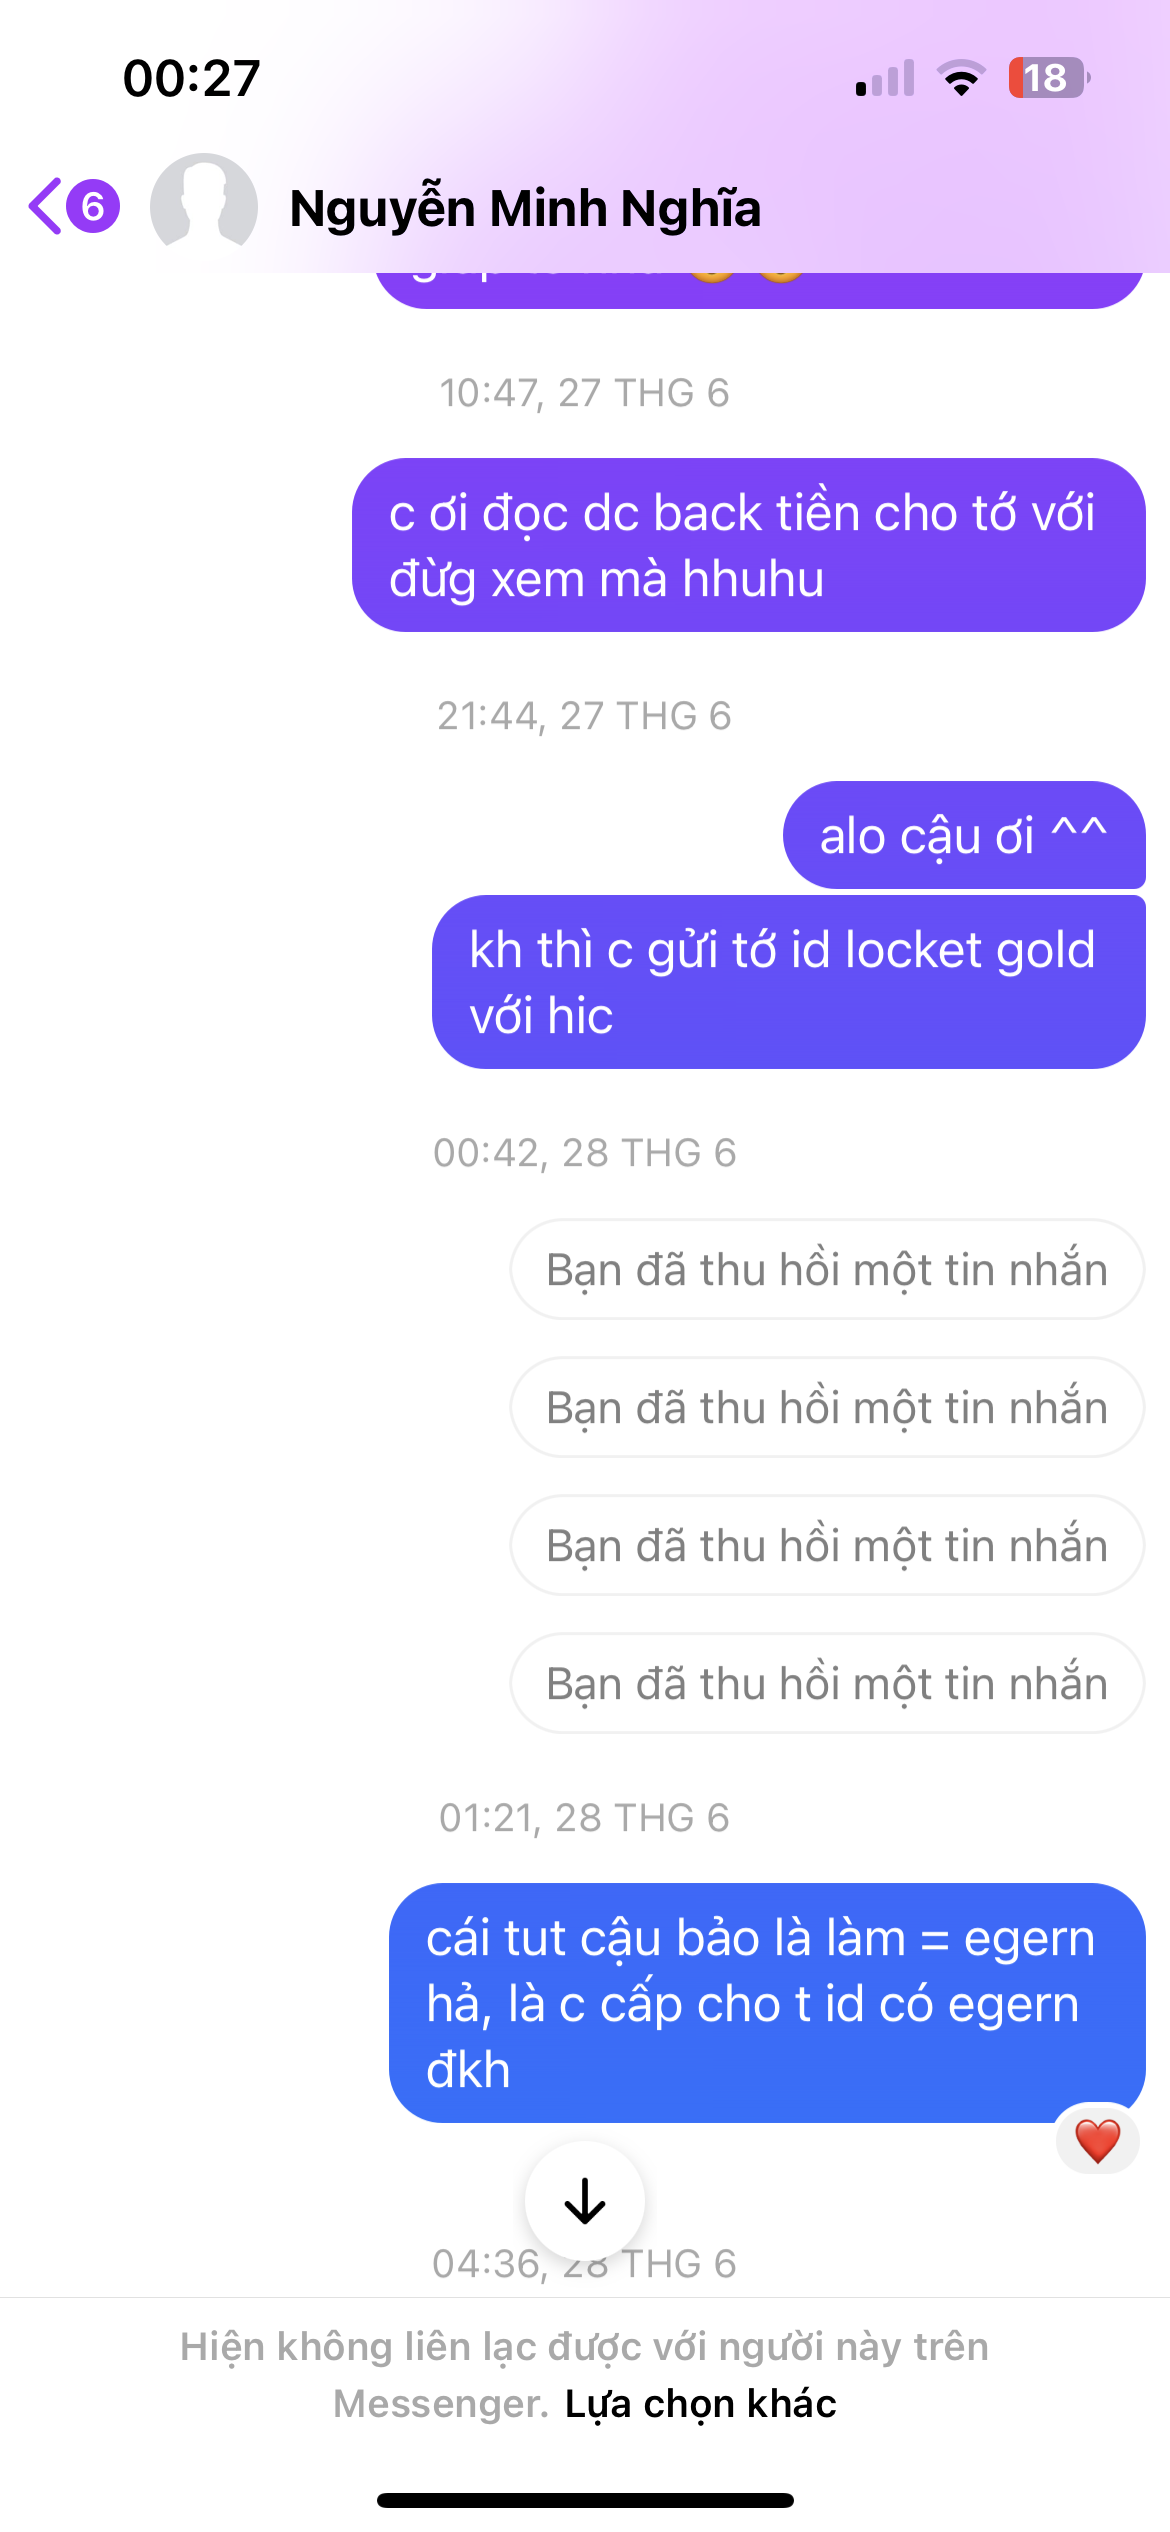 00:27
18
6
Nguyễn Minh Nghĩa
10:47, 27 THG 6
c ơi đọc dc back tiền cho tớ với
đừg xem mà hhuhu
21:44, 27 THG 6
alo cậu ơi ^^
kh thì c gửi tớ id locket gold
với hic
00:42, 28 THG 6
Bạn đã thu hồi một tin nhắn
Bạn đã thu hồi một tin nhắn
Bạn đã thu hồi một tin nhắn
Bạn đã thu hồi một tin nhắn
01:21, 28 THG 6
cái tut cậu bảo là làm = egern
hả, là c cấp cho t id có egern
đkh
04:36, 28 THG 6
Hiện không liên lạc được với người này trên
Messenger. Lựa chọn khác